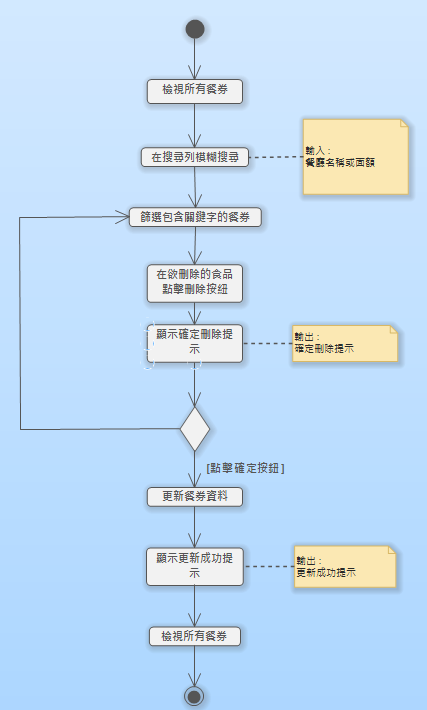 檢視所有餐券
在搜尋列模糊搜尋
輸入：
餐廳名稱或面額
篩選包含關鍵字的餐券
在欲刪除的食品
點擊刪除按鈕
顯示確定刪除提
示
輸出：
確定刪除提示
[點擊確定按鈕]
更新餐券資料
顯示更新成功提
示
輸出：
更新成功提示
檢視所有餐券